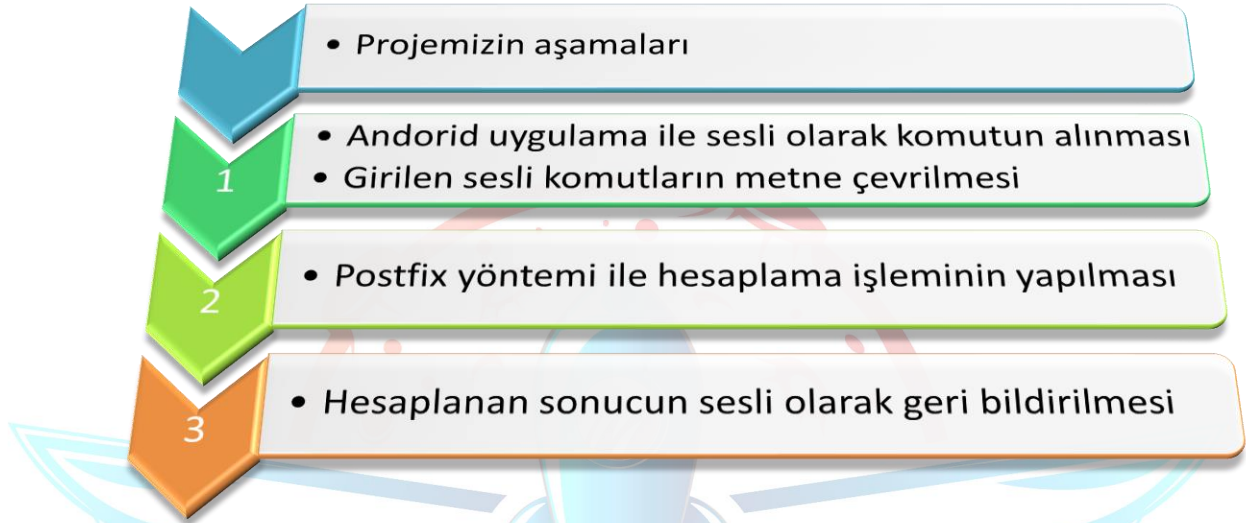 • Projemizin aşamaları
1
• Andorid uygulama ile sesli olarak komutun alınması
• Girilen sesli komutların metne çevrilmesi
2
• Postfix yöntemi ile hesaplama işleminin yapılması
3
• Hesaplanan sonucun sesli olarak geri bildirilmesi